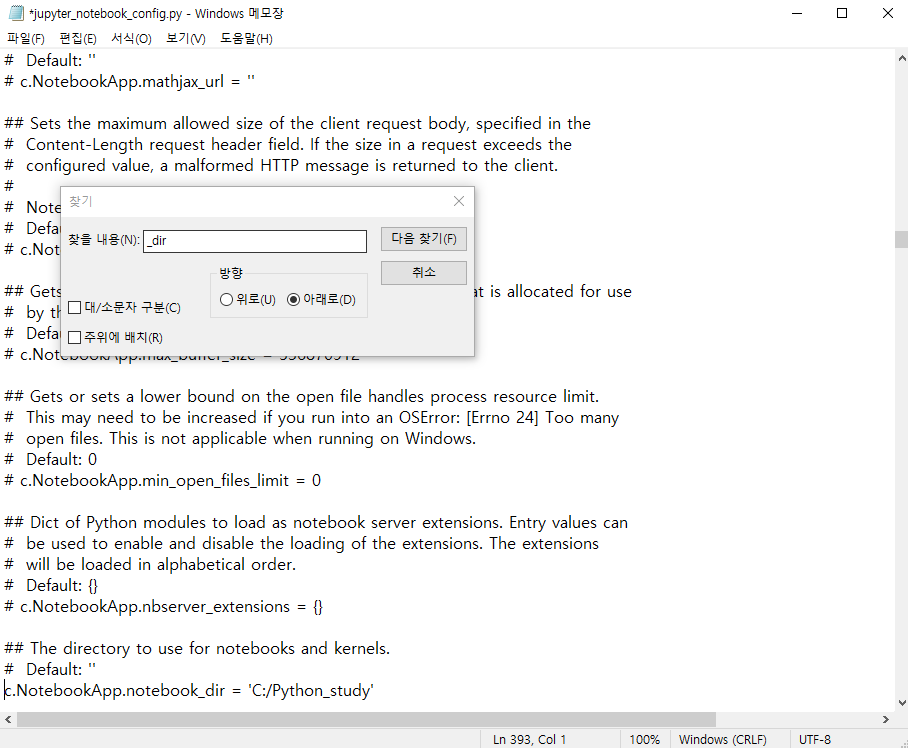 *jupyter_notebook_config.py - Windows 메모장
파일(F) 편집(E) 서식(O) 보기(V) 도움말(H)
#  Default: ''
# c.NotebookApp.mathjax_url = ''
## Sets the maximum allowed size of the client request body, specified in the
#  Content-Length request header field. If the size in a request exceeds the
#  configured value, a malformed HTTP message is returned to the client.
#
#  Note
#  Defau
# c.Not
찾기
찾을 내용(N): _dir
다음 찾기(F)
취소
방향
위로(U) 아래로(D)
대/소문자 구분(C)
주위에 배치(R)
## Gets at is allocated for use
#  by th
#  Defau
# c.NotebookApp.max_buffer_size = 536870912
## Gets or sets a lower bound on the open file handles process resource limit.
#  This may need to be increased if you run into an OSError: [Errno 24] Too many
#  open files. This is not applicable when running on Windows.
#  Default: 0
# c.NotebookApp.min_open_files_limit = 0
## Dict of Python modules to load as notebook server extensions. Entry values can
#  be used to enable and disable the loading of the extensions. The extensions
#  will be loaded in alphabetical order.
#  Default: {}
# c.NotebookApp.nbserver_extensions = {}
## The directory to use for notebooks and kernels.
#  Default: ''
c.NotebookApp.notebook_dir = 'C:/Python_study'
Ln 393, Col 1 100% Windows (CRLF) UTF-8